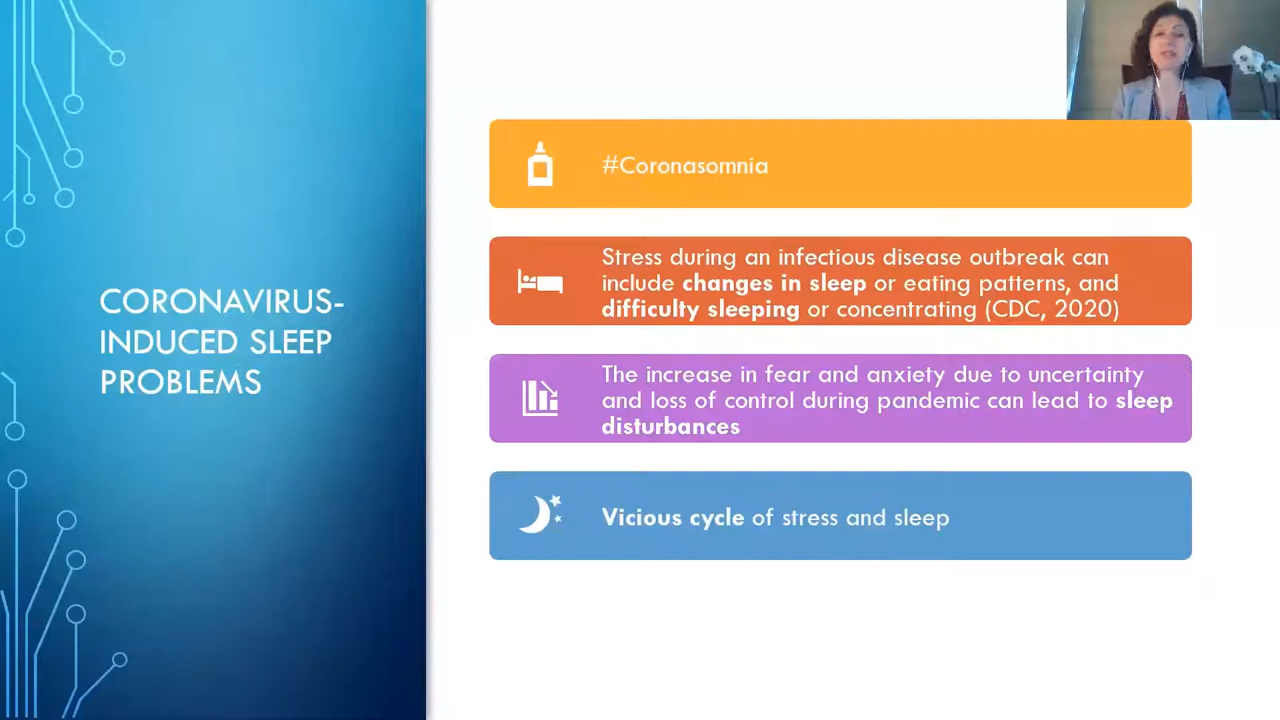 CORONAVIRUS-
INDUCED SLEEP
PROBLEMS
#Coronasomnia
Stress during an infectious disease outbreak can
include changes in sleep or eating patterns, and
difficulty sleeping or concentrating (CDC, 2020)
The increase in fear and anxiety due to uncertainty
and loss of control during pandemic can lead to sleep
disturbances
Vicious cycle of stress and sleep